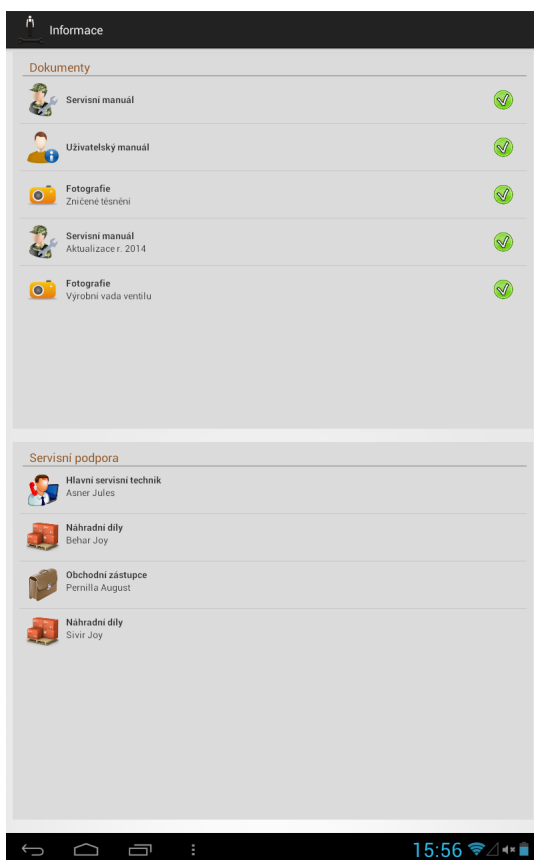 Informace
Dokumenty
Servisní manuál
Uživatelský manuál
Fotografie
Zničené těsnění
Servisní manuál
Aktualizace r. 2014
Fotografie
Výrobní vada ventilu
Servisní podpora
Hlavní servisní technik
Asner Jules
Náhradní díly
Behar Joy
Obchodní zástupce
Pernilla August
Náhradní díly
Sivir Joy
15:56